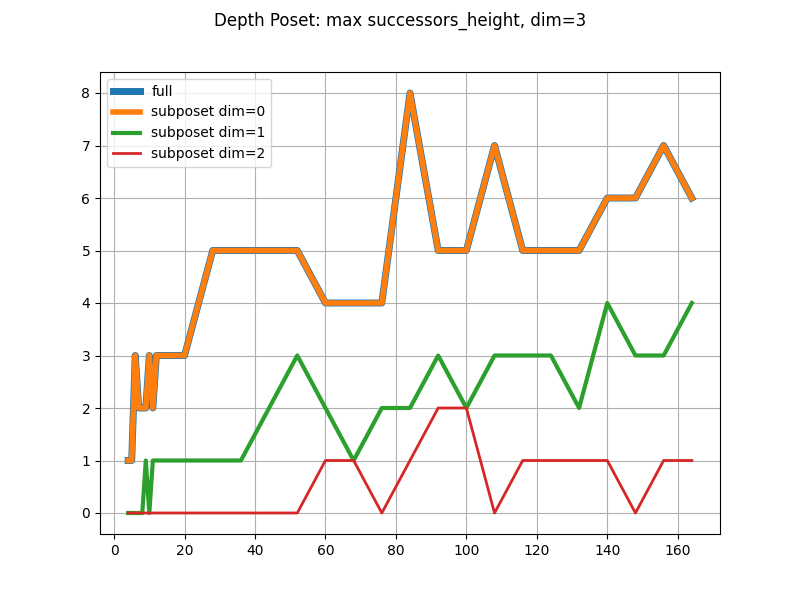 Depth Poset: max successors_height, dim=3
full
subposet dim=0
subposet dim=1
subposet dim=2
8
7
6
5
4
3
2
1
0
0 20 40 60 80 100 120 140 160